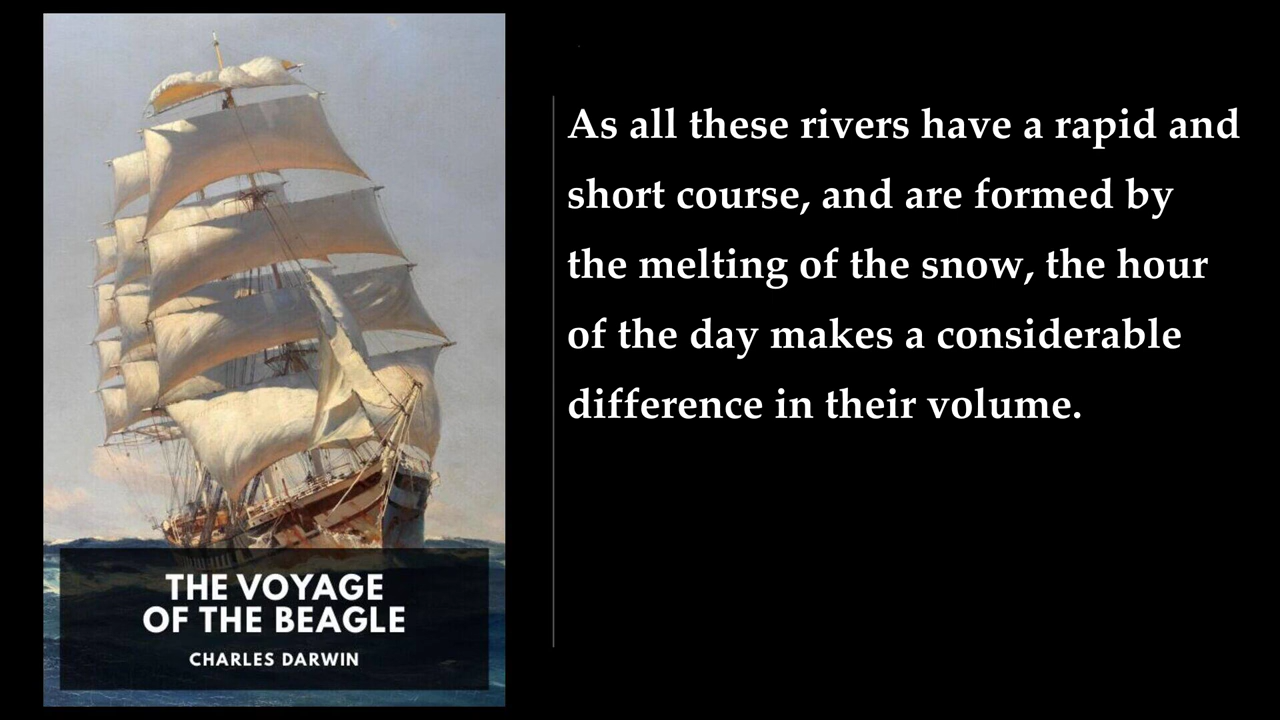 As all these rivers have a rapid and
short course, and are formed by
the melting of the snow, the hour
of the day makes a considerable
difference in their volume.
THE VOYAGE
OF THE BEAGLE
CHARLES DARWIN